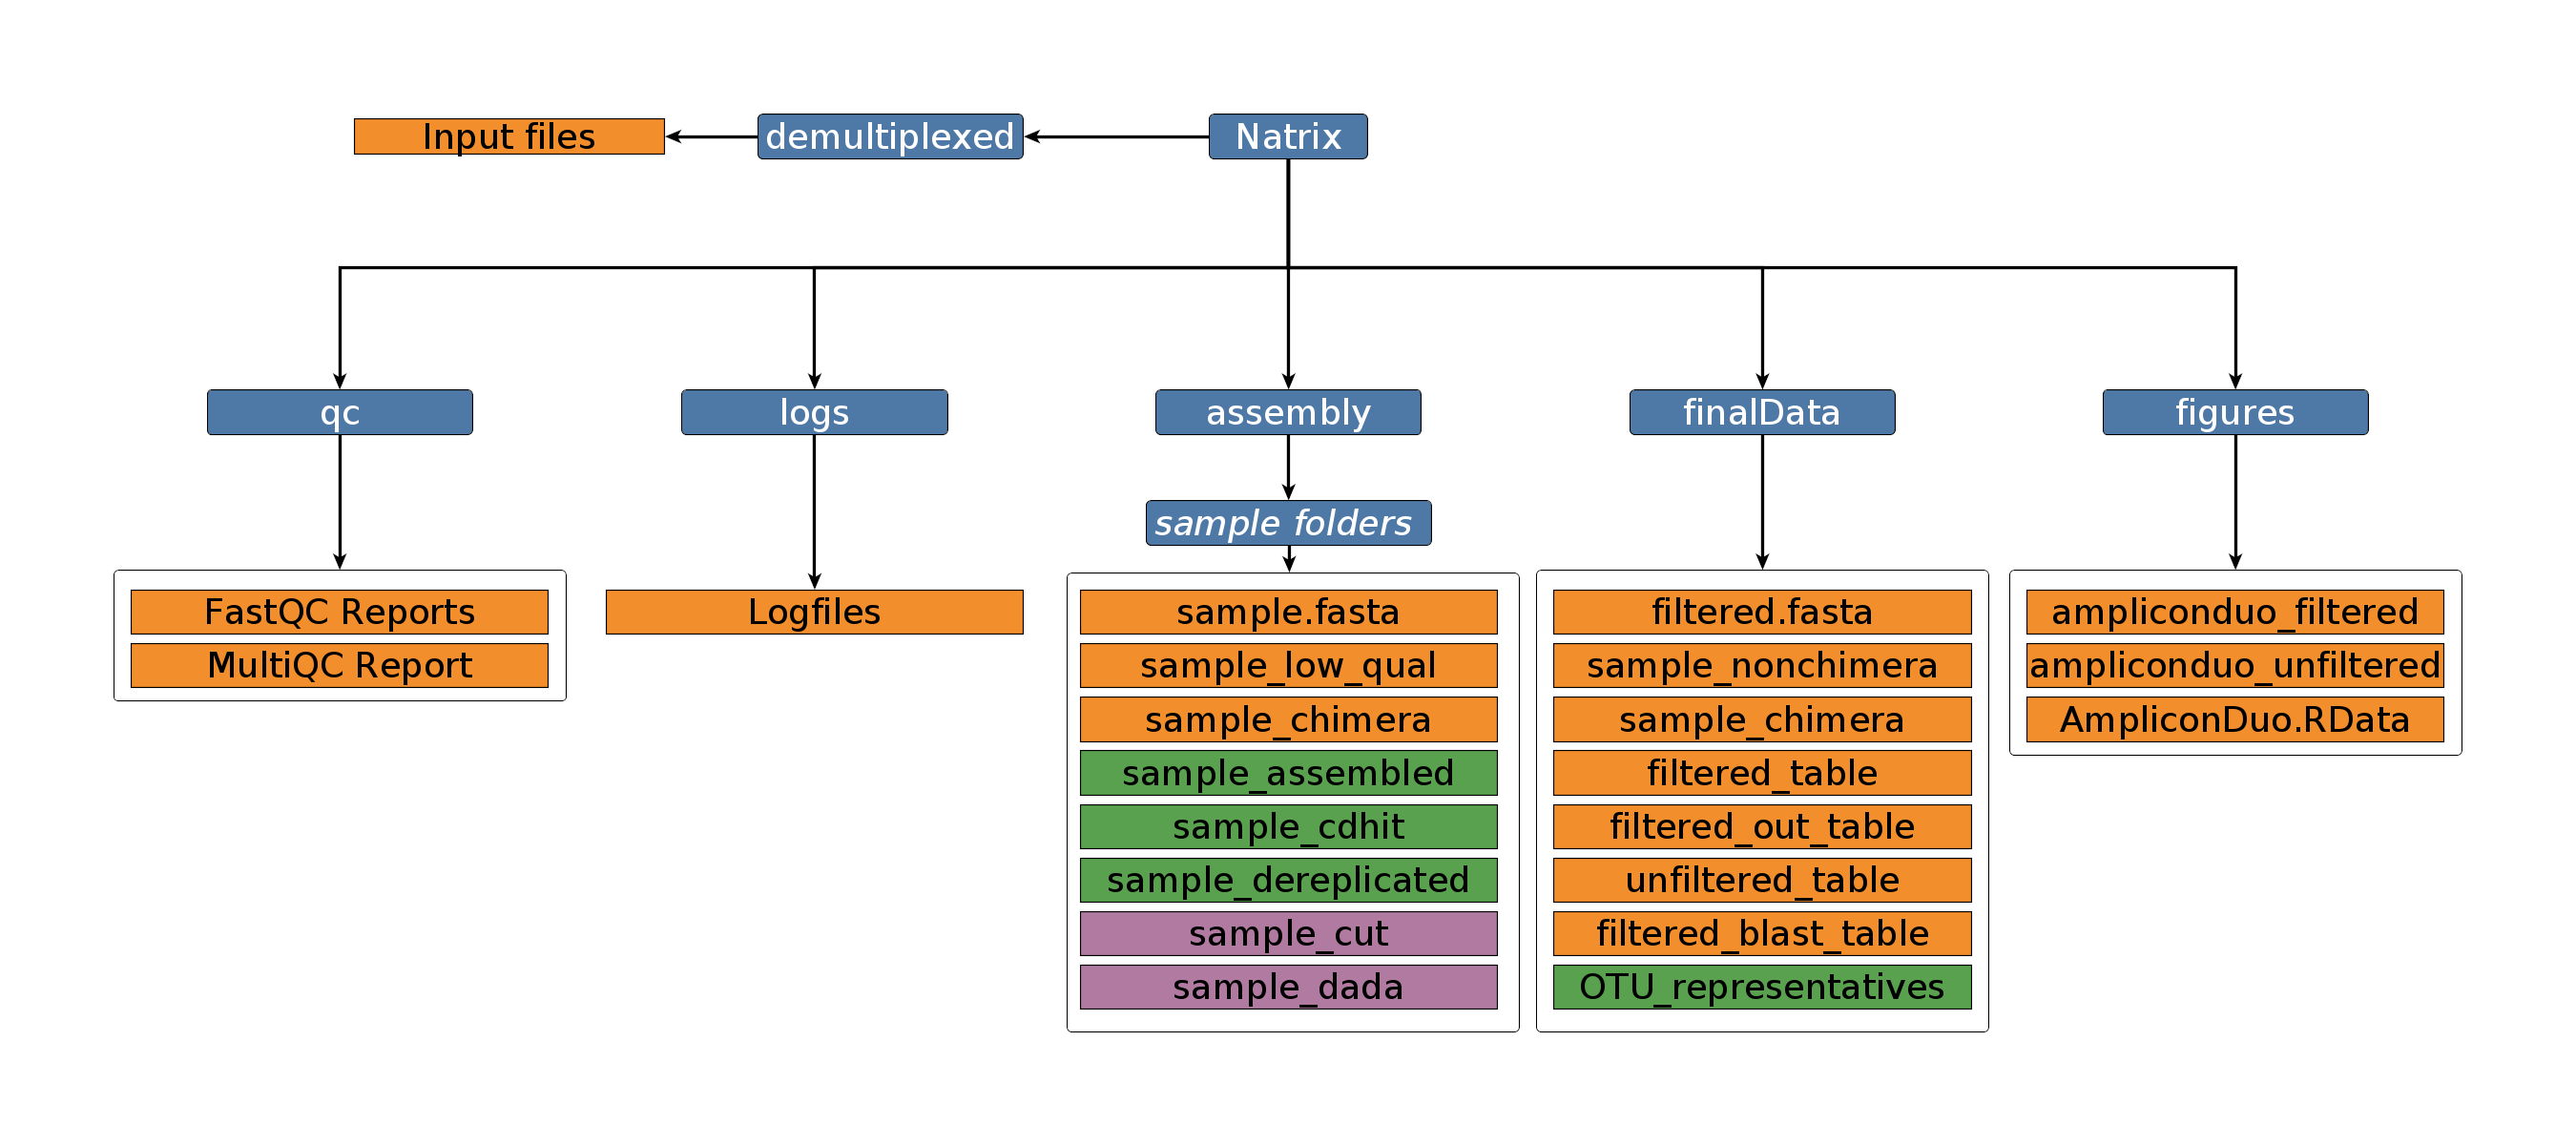 Input files
demultiplexed
Natrix
qc
logs
assembly
finalData
figures
sample folders
FastQC Reports
MultiQC Report
Logfiles
sample.fasta
sample_low_qual
sample_chimera
sample_assembled
sample_cdhit
sample_dereplicated
sample_cut
sample_dada
filtered.fasta
sample_nonchimera
sample_chimera
filtered_table
filtered_out_table
unfiltered_table
filtered_blast_table
OTU_representatives
ampliconduo_filtered
ampliconduo_unfiltered
AmpliconDuo.RData